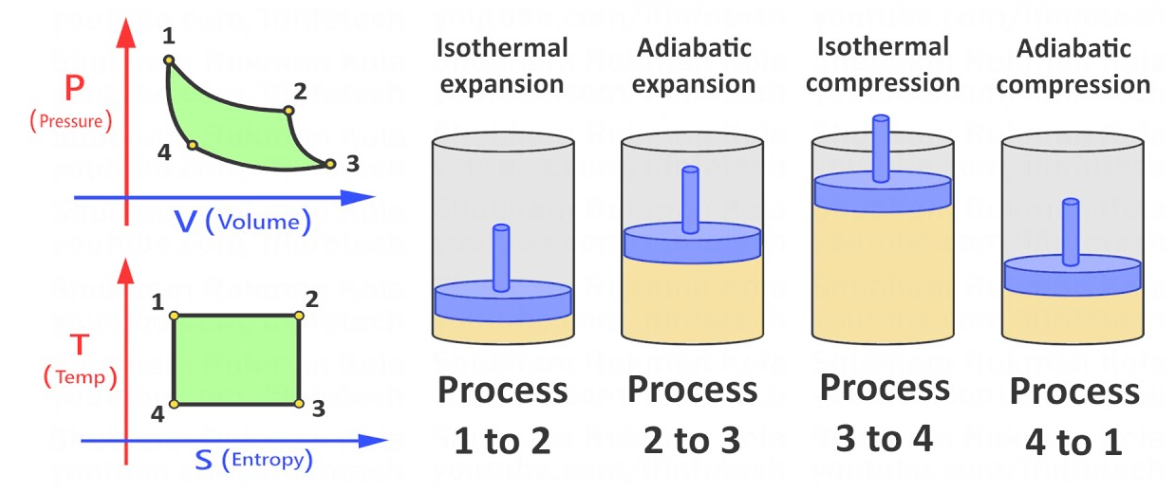 1
P
(Pressure)
2
4
3
V (Volume)
1
2
T
(Temp)
4
3
S (Entropy)
Isothermal
expansion
Process
1 to 2
Adiabatic
expansion
Process
2 to 3
Isothermal
compression
Process
3 to 4
Adiabatic
compression
Process
4 to 1